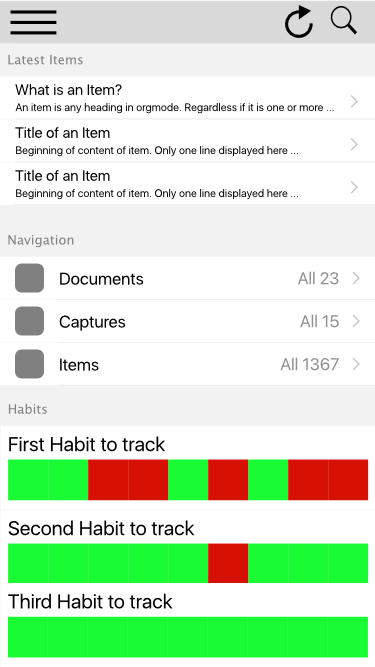 Latest Items
What is an Item?
An item is any heading in orgmode. Regardless if it is one or more ...
Title of an Item
Beginning of content of item. Only one line displayed here ...
Title of an Item
Beginning of content of item. Only one line displayed here ...
Navigation
Documents All 23
Captures All 15
Items All 1367
Habits
First Habit to track
Second Habit to track
Third Habit to track